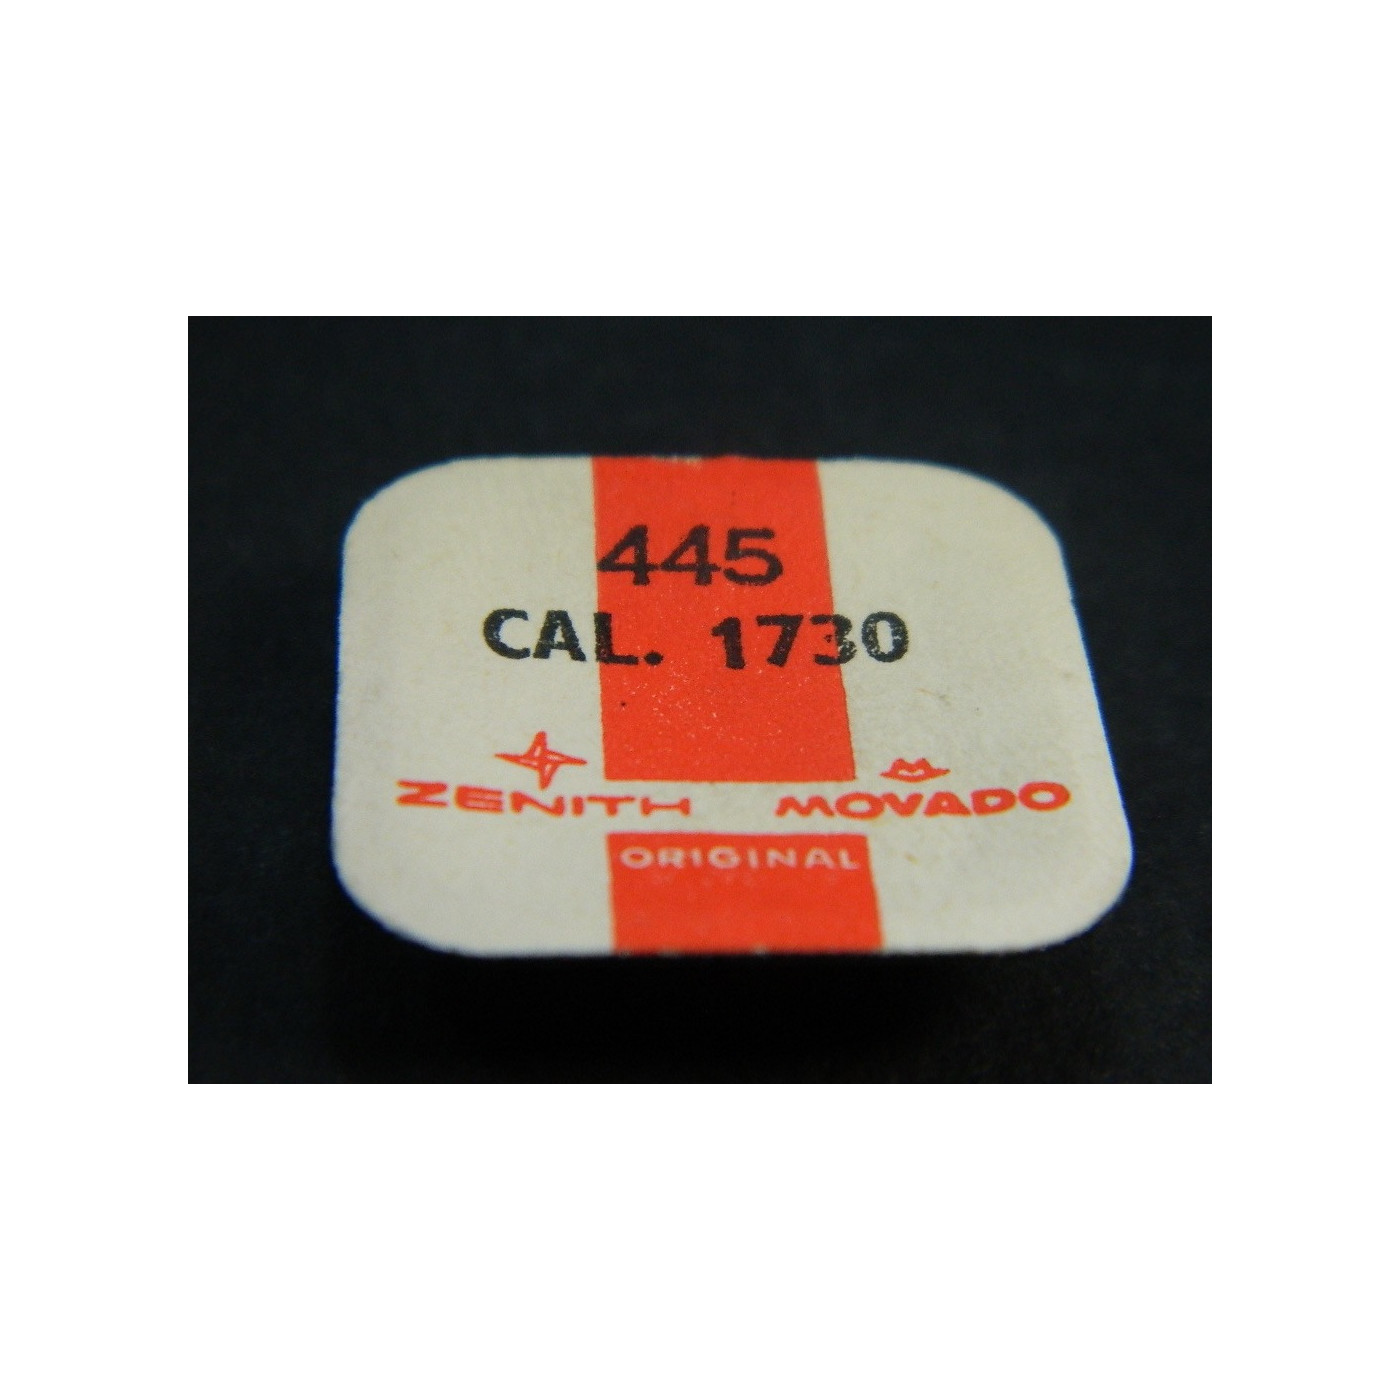 445
CAL. 1730
ZENITH MOVADO
ORIGINAL